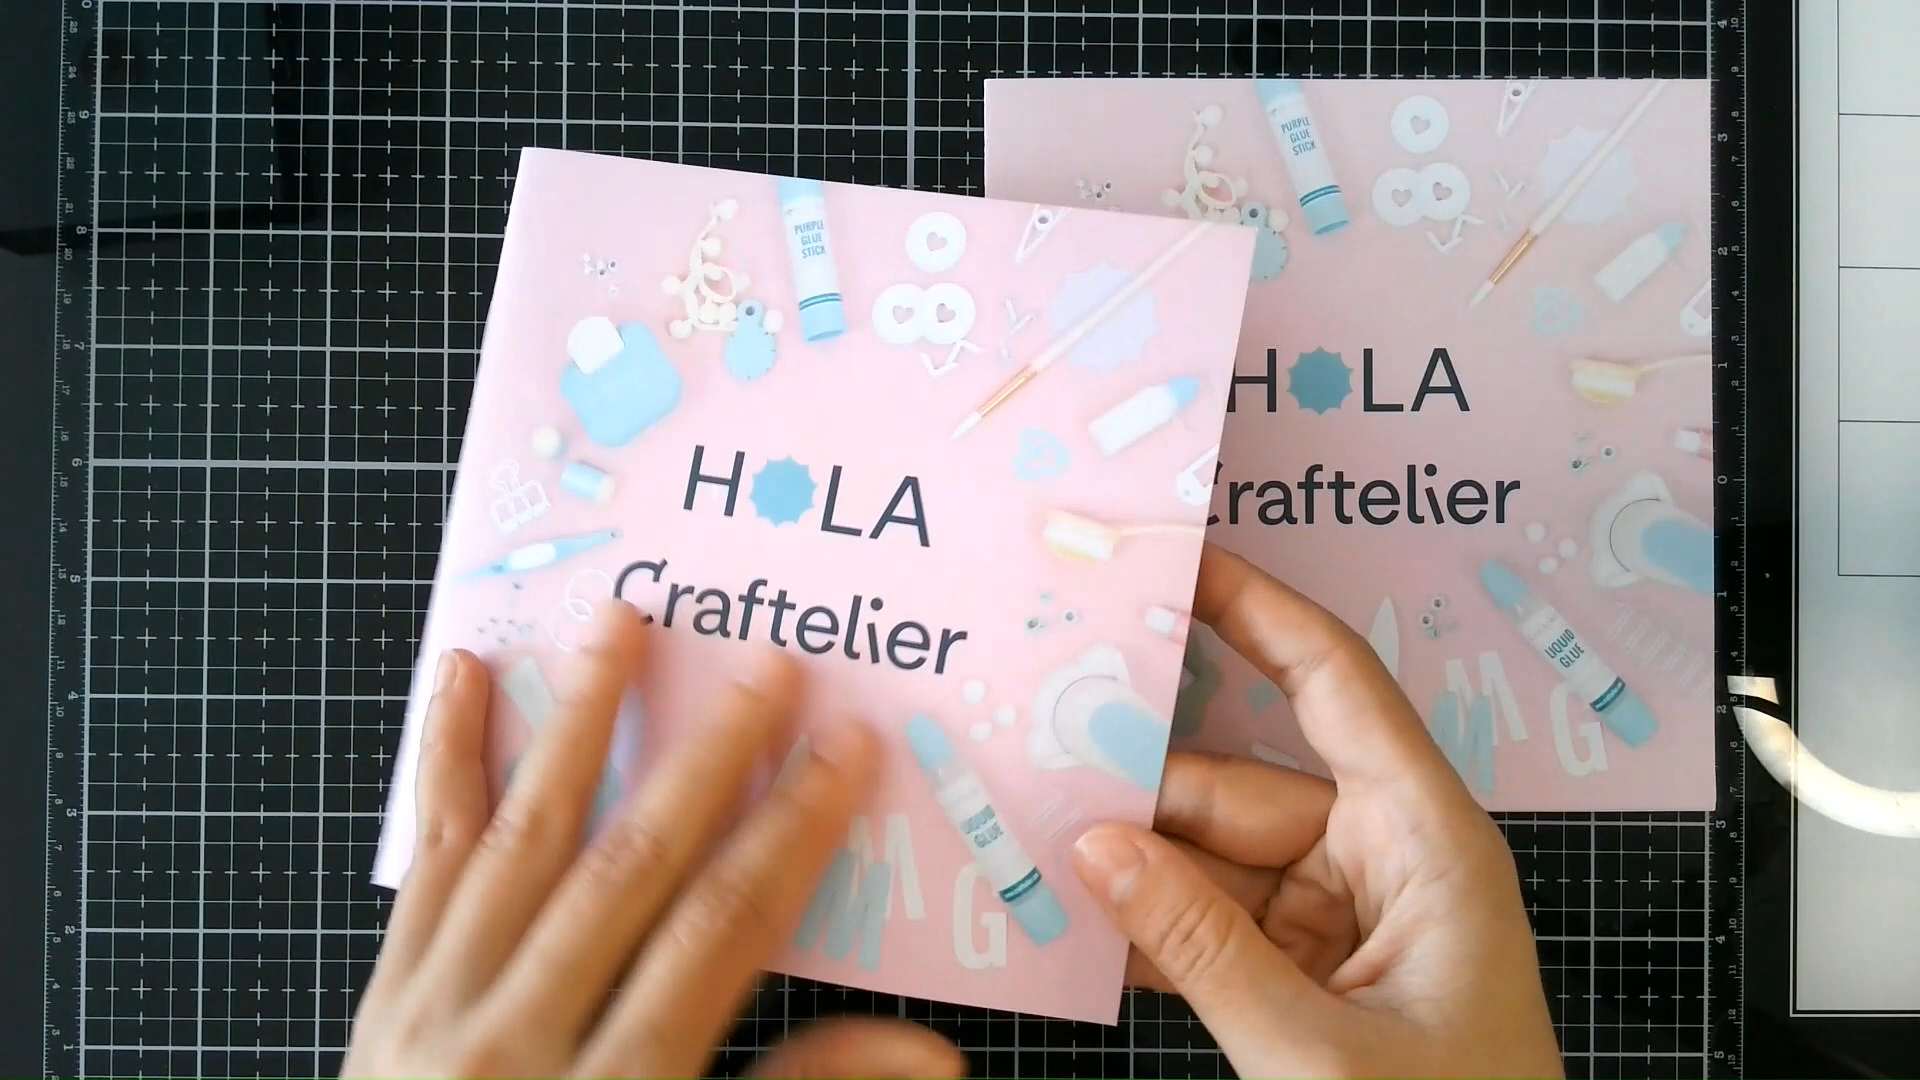 PURPLE
GLUE
STICK
HOLA
Craftelier
LIQUID
GLUE
M
M
G
PURPLE
GLUE
STICK
HOLA
Craftelier
LIQUID
GLUE
M
M
G